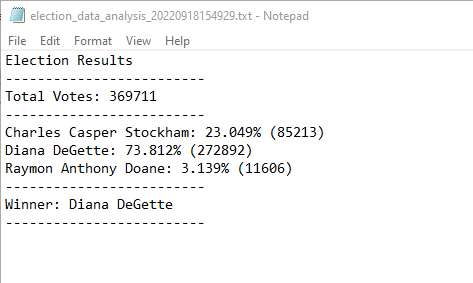 election_data_analysis_20220918154929.txt - Notepad
File Edit Format View Help
Election Results
-------------------------
Total Votes: 369711
-------------------------
Charles Casper Stockham: 23.049% (85213)
Diana DeGette: 73.812% (272892)
Raymon Anthony Doane: 3.139% (11606)
-------------------------
Winner: Diana DeGette
-------------------------